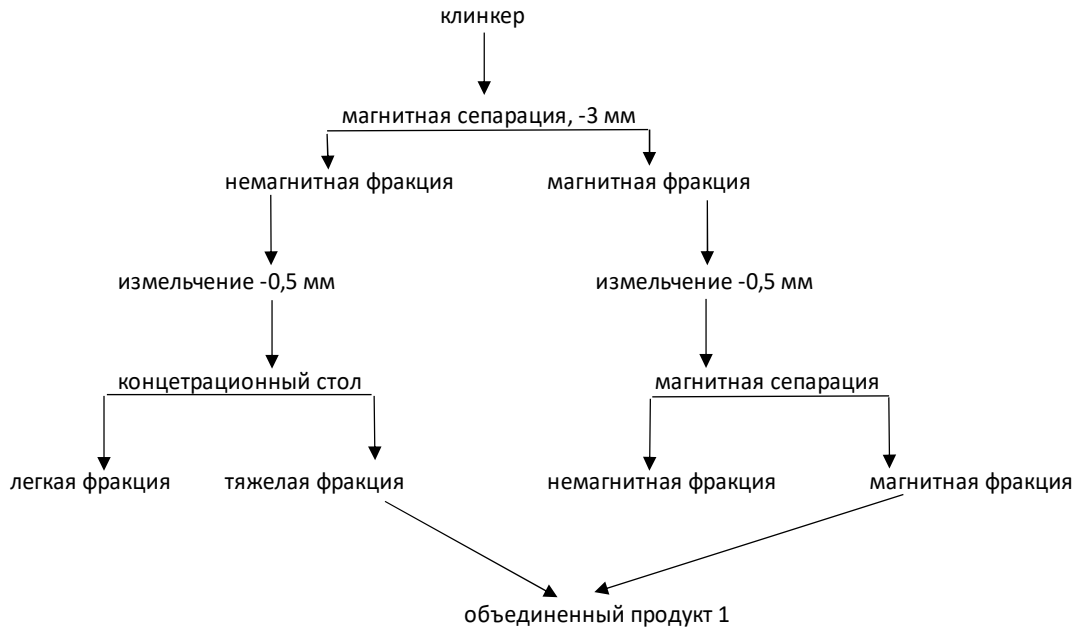 клинкер
магнитная сепарация, -3 мм
немагнитная фракция
магнитная фракция
измельчение -0,5 мм
измельчение -0,5 мм
концетрационный стол
магнитная сепарация
легкая фракция
тяжелая фракция
немагнитная фракция
магнитная фракция
объединенный продукт 1